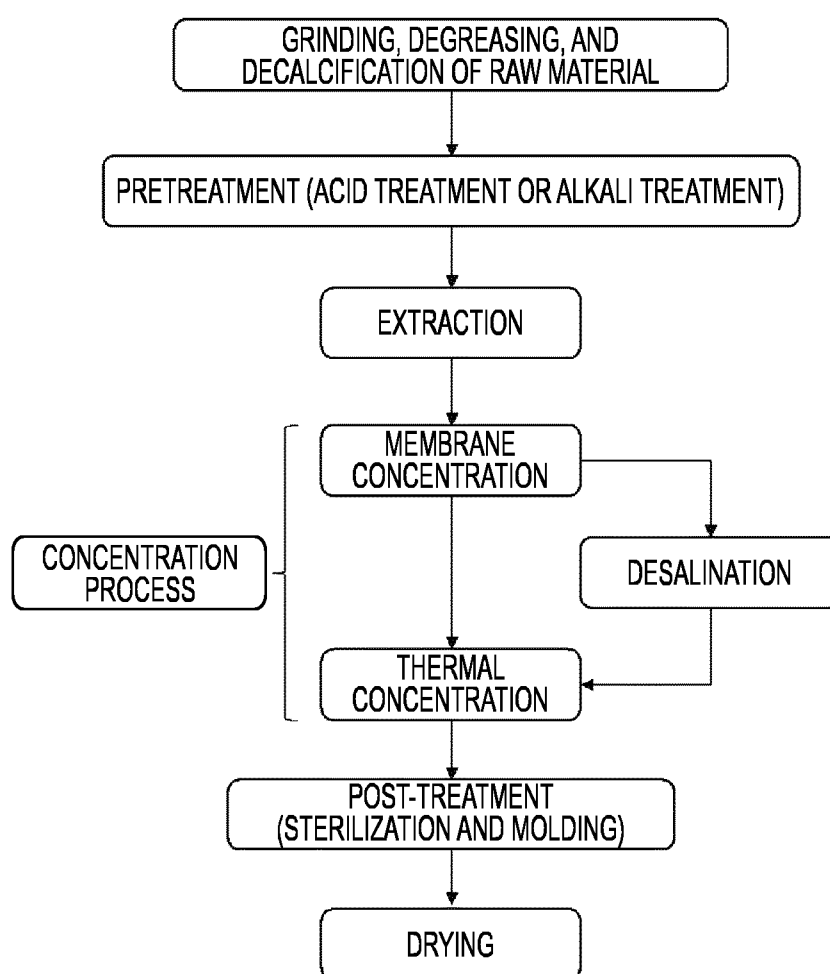 GRINDING, DEGREASING, AND
DECALCIFICATION OF RAW MATERIAL
PRETREATMENT (ACID TREATMENT OR ALKALI TREATMENT)
EXTRACTION
MEMBRANE
CONCENTRATION
CONCENTRATION
PROCESS
DESALINATION
THERMAL
CONCENTRATION
POST-TREATMENT
(STERILIZATION AND MOLDING)
DRYING